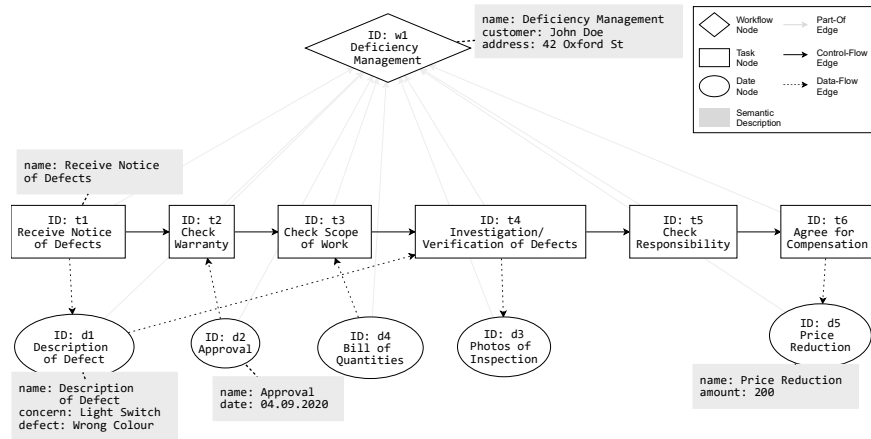 ID: w1
Deficiency
Management
name: Deficiency Management
customer: John Doe
address: 42 Oxford St
Workflow
Node
Part-Of
Edge
Task
Node
Control-Flow
Edge
Date
Node
Data-Flow
Edge
Semantic
Description
name: Receive Notice
of Defects
ID: t1
Receive Notice
of Defects
ID: t2
Check
Warranty
ID: t3
Check Scope
of Work
ID: t4
Investigation/
Verification of Defects
ID: t5
Check
Responsibility
ID: t6
Agree for
Compensation
ID: d1
Description
of Defect
ID: d2
Approval
ID: d4
Bill of
Quantities
ID: d3
Photos of
Inspection
ID: d5
Price
Reduction
name: Description
of Defect
concern: Light Switch
defect: Wrong Colour
name: Approval
date: 04.09.2020
name: Price Reduction
amount: 200